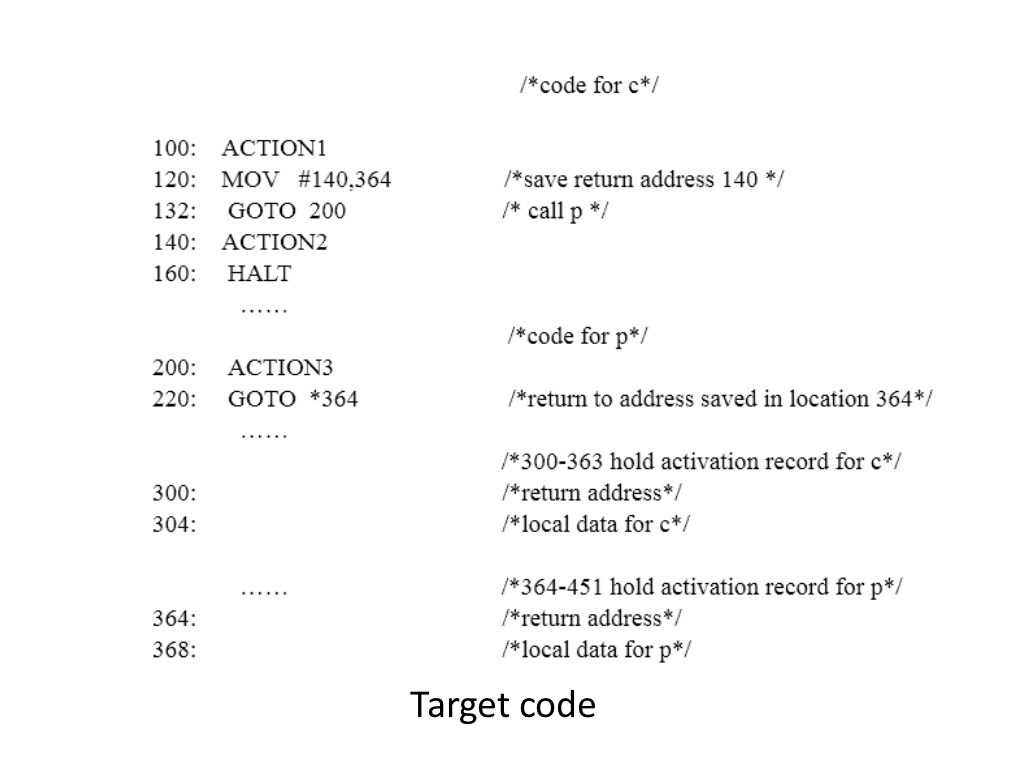 /*code for c*/
100: ACTION1
120: MOV #140,364 /*save return address 140 */
132: GOTO 200 /* call p */
140: ACTION2
160: HALT
……
/*code for p*/
200: ACTION3
220: GOTO *364 /*return to address saved in location 364*/
……
/*300-363 hold activation record for c*/
300: /*return address*/
304: /*local data for c*/
…… /*364-451 hold activation record for p*/
364: /*return address*/
368: /*local data for p*/
Target code